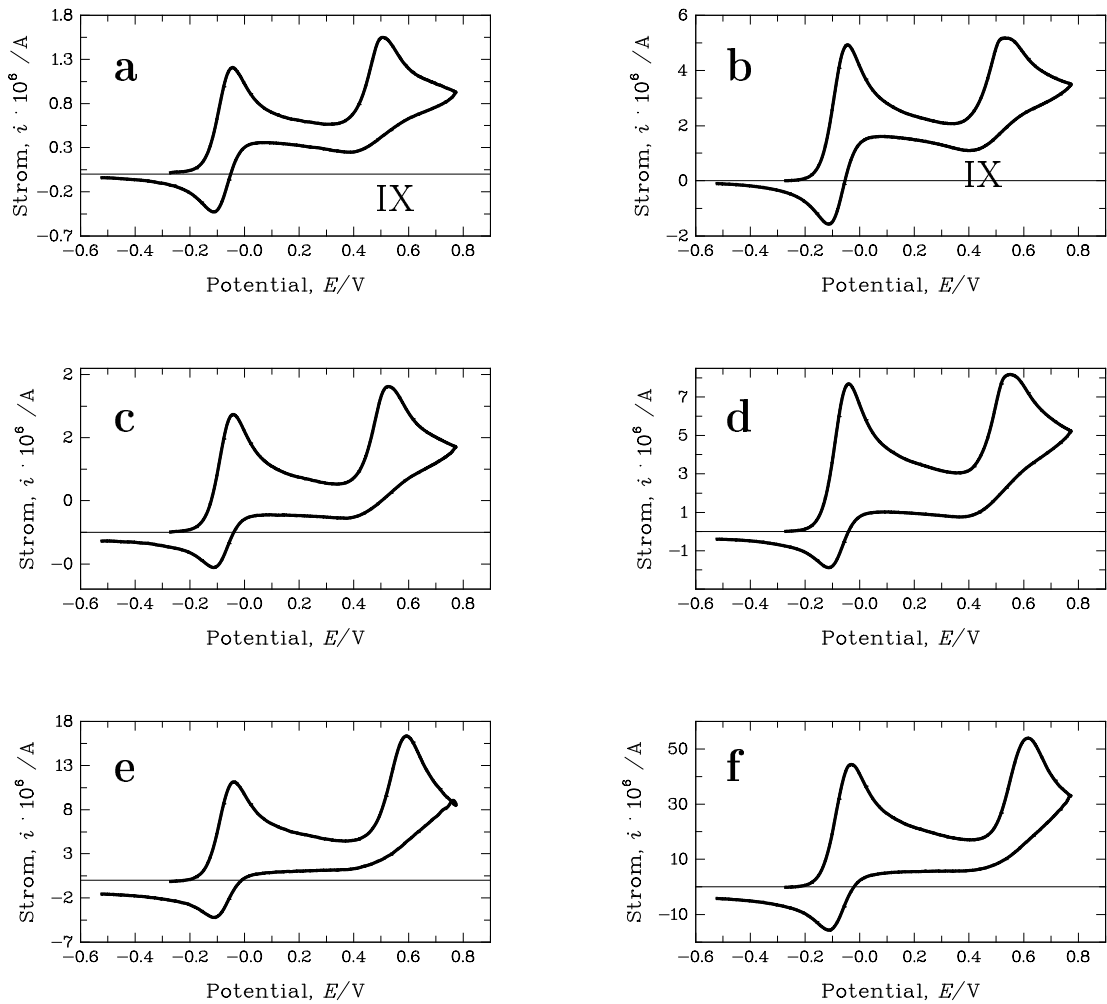 1.8
1.3
0.8
0.3
−0.2
−0.7
Strom, i · 10⁶ /A
a
IX
−0.6 −0.4 −0.2 −0.0 0.2 0.4 0.6 0.8
Potential, E/V
6
4
2
0
−2
Strom, i · 10⁶ /A
b
IX
−0.6 −0.4 −0.2 −0.0 0.2 0.4 0.6 0.8
Potential, E/V
2
2
0
−0
Strom, i · 10⁶ /A
c
−0.6 −0.4 −0.2 −0.0 0.2 0.4 0.6 0.8
Potential, E/V
7
5
3
1
−1
Strom, i · 10⁶ /A
d
−0.6 −0.4 −0.2 −0.0 0.2 0.4 0.6 0.8
Potential, E/V
18
13
8
3
−2
−7
Strom, i · 10⁶ /A
e
−0.6 −0.4 −0.2 −0.0 0.2 0.4 0.6 0.8
Potential, E/V
50
30
10
−10
Strom, i · 10⁶ /A
f
−0.6 −0.4 −0.2 −0.0 0.2 0.4 0.6 0.8
Potential, E/V